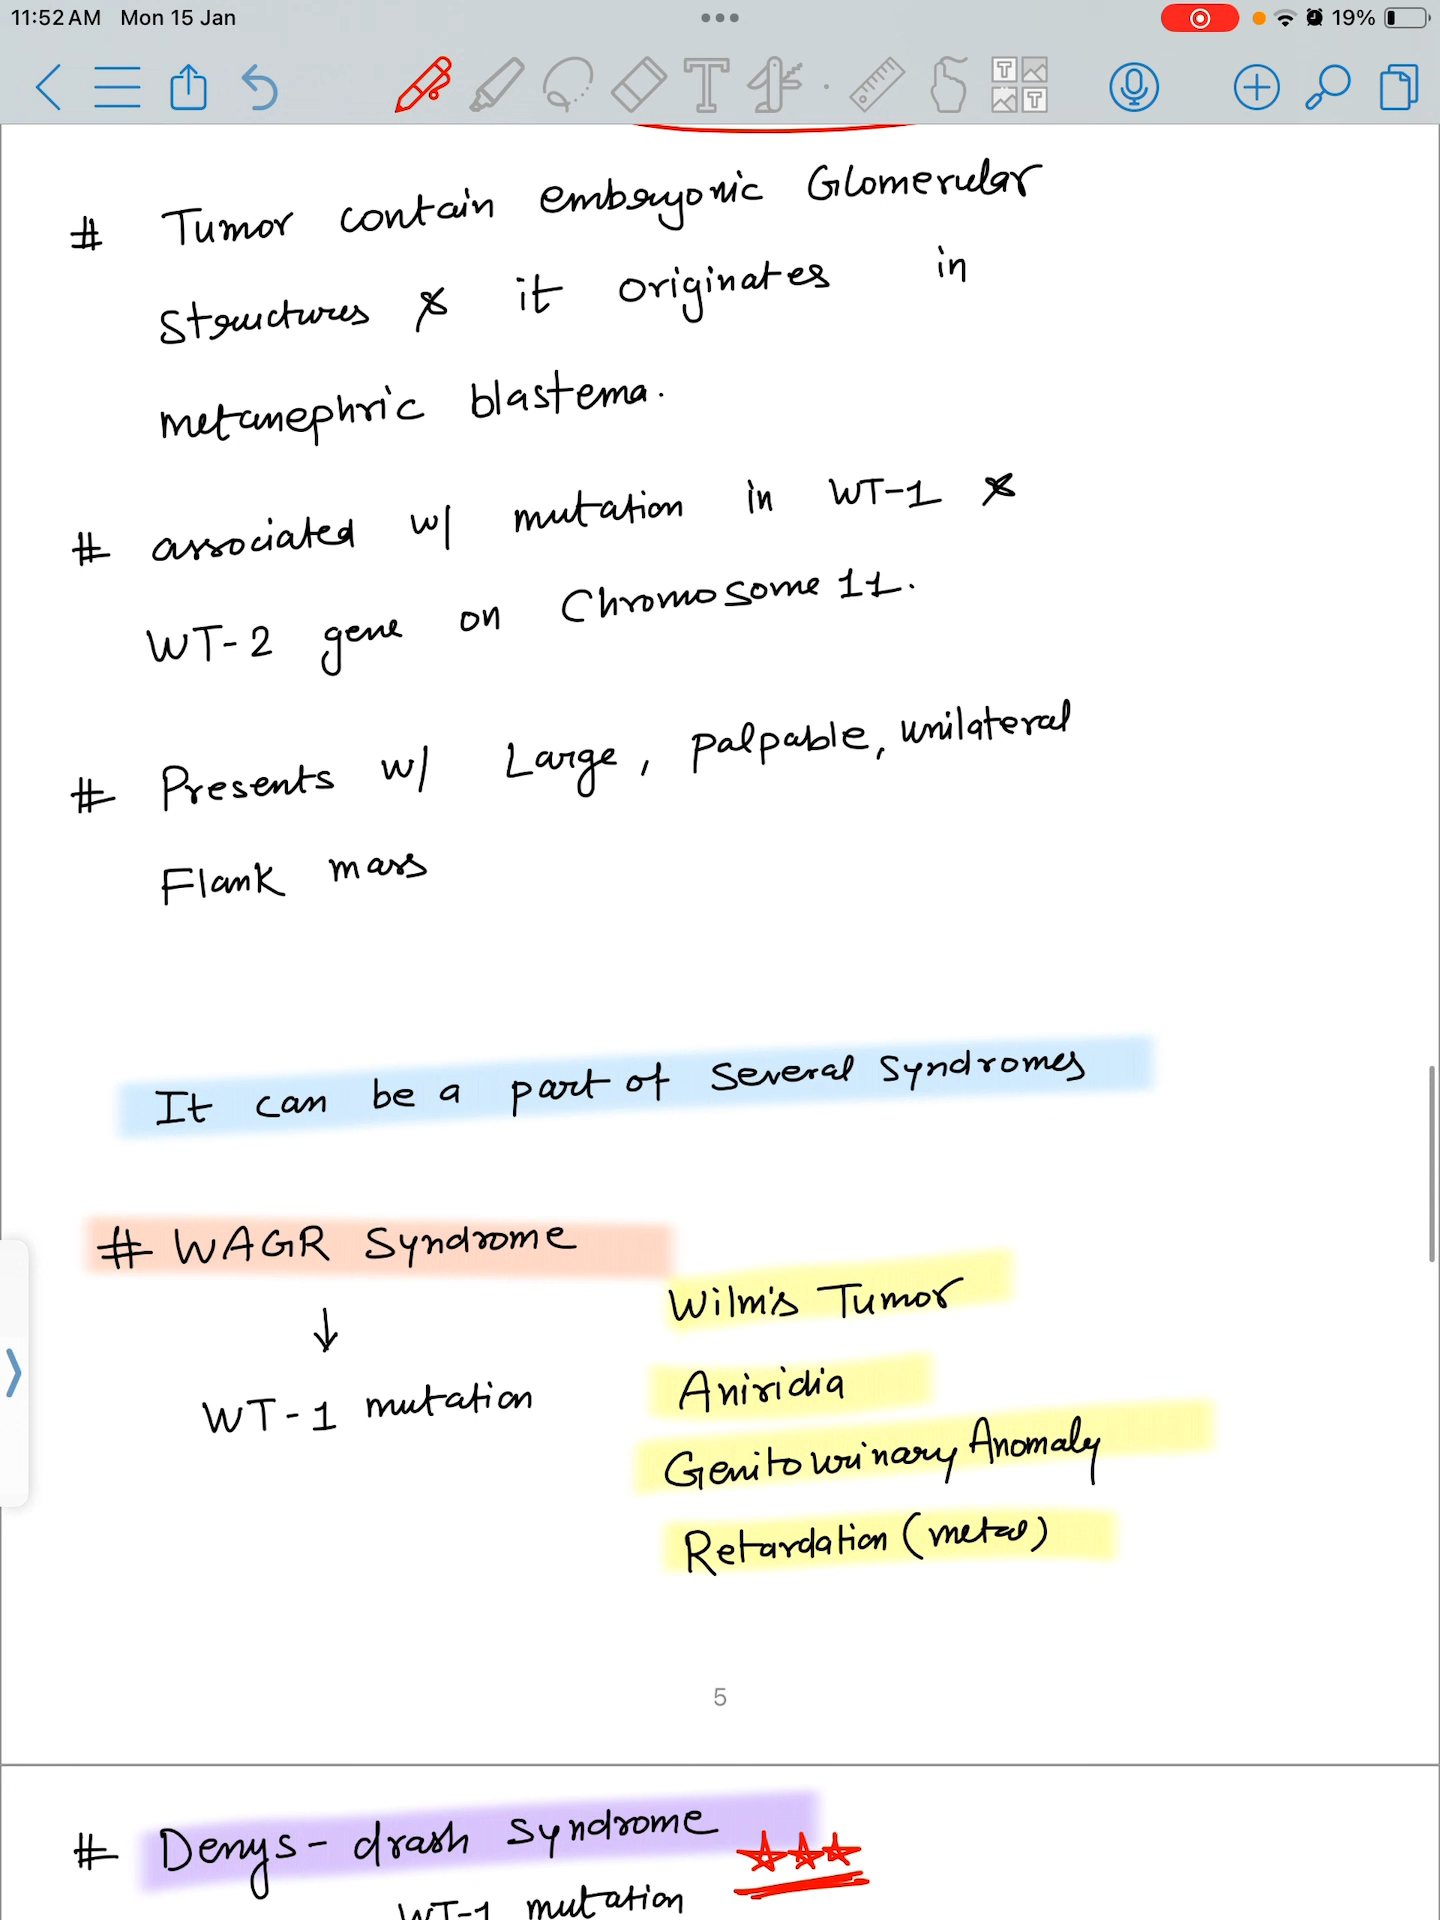 11:52 AM Mon 15 Jan
19%
# Tumor contain embryonic Glomerular
Structures & it originates in
metanephric blastema.
# associated w/ mutation in WT-1 &
WT-2 gene on Chromosome 11.
# Presents w/ Large, palpable, unilateral
Flank mass
It can be a part of several syndromes
# WAGR Syndrome
Wilm's Tumor
↓
Aniridia
WT-1 mutation
Genitourinary Anomaly
Retardation (metal)
5
# Denys-drash syndrome
WT-1 mutation